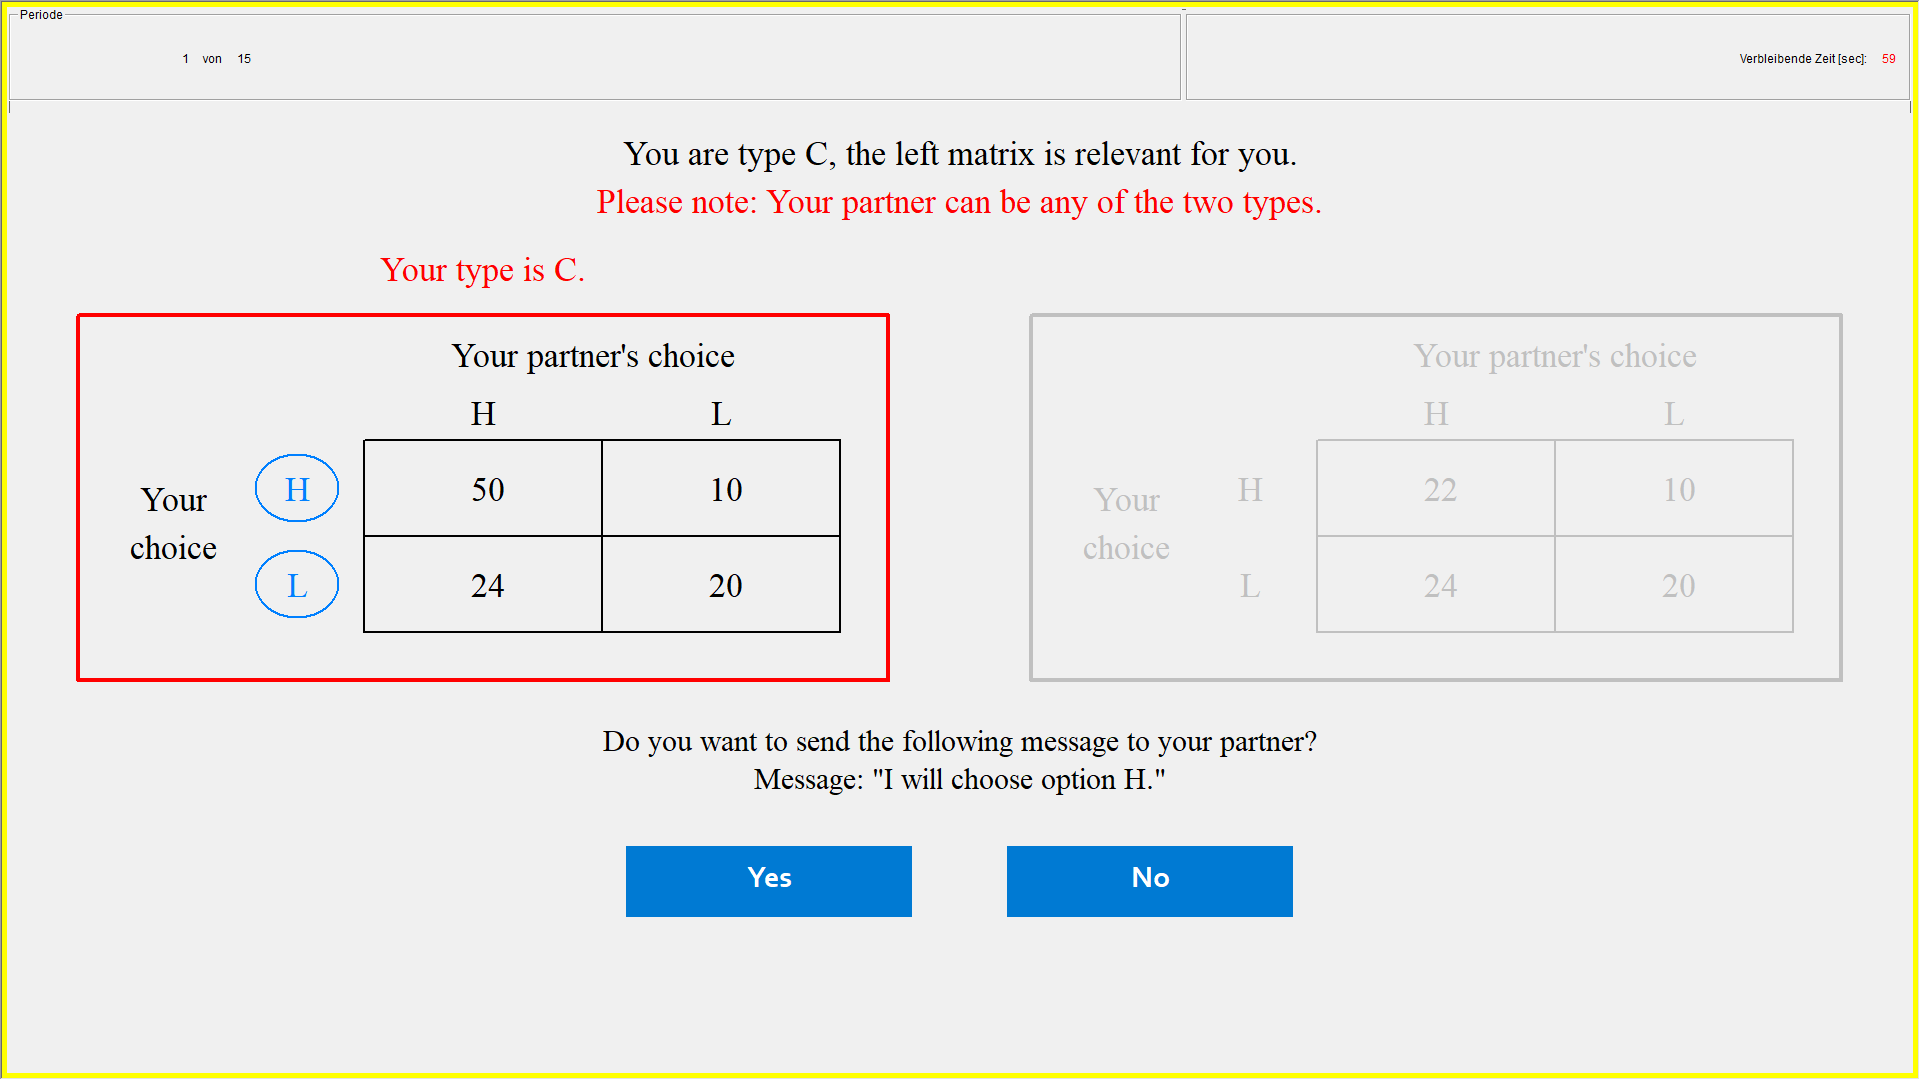 Periode
1 von 15
Verbleibende Zeit [sec]: 59
You are type C, the left matrix is relevant for you.
Please note: Your partner can be any of the two types.
Your type is C.
Your partner's choice
H L
Your choice
H 50 10
L 24 20
Your partner's choice
H L
Your choice
H 22 10
L 24 20
Do you want to send the following message to your partner?
Message: "I will choose option H."
Yes No